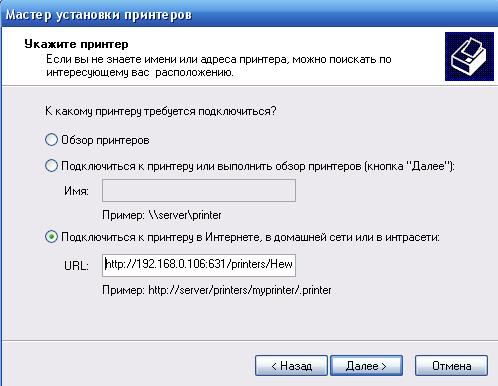 Мастер установки принтеров
Укажите принтер
Если вы не знаете имени или адреса принтера, можно поискать по
интересующему вас расположению.
К какому принтеру требуется подключиться?
Обзор принтеров
Подключиться к принтеру или выполнить обзор принтеров (кнопка "Далее"):
Имя:
Пример: \\server\printer
Подключиться к принтеру в Интернете, в домашней сети или в интрасети:
URL: http://192.168.0.106:631/printers/Hew
Пример: http://server/printers/myprinter/.printer
< Назад Далее > Отмена